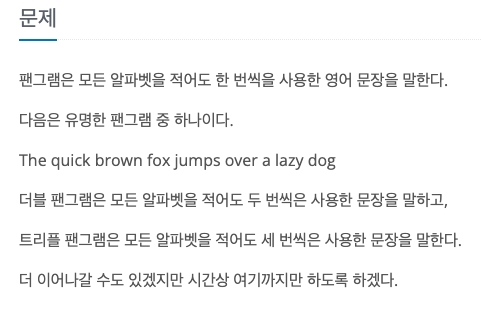 문제
팬그램은 모든 알파벳을 적어도 한 번씩을 사용한 영어 문장을 말한다.
다음은 유명한 팬그램 중 하나이다.
The quick brown fox jumps over a lazy dog
더블 팬그램은 모든 알파벳을 적어도 두 번씩은 사용한 문장을 말하고,
트리플 팬그램은 모든 알파벳을 적어도 세 번씩은 사용한 문장을 말한다.
더 이어나갈 수도 있겠지만 시간상 여기까지만 하도록 하겠다.